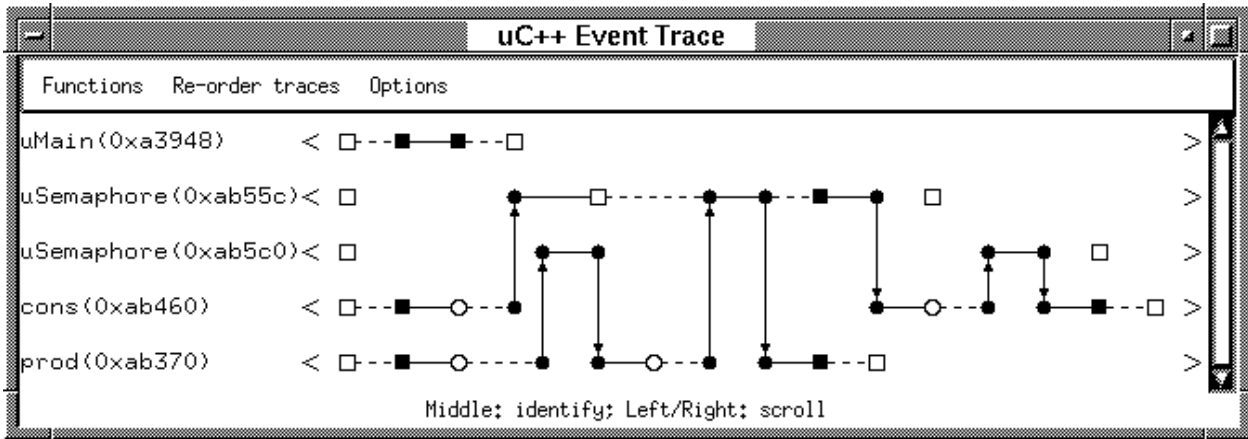 uC++ Event Trace
Functions Re-order traces Options
uMain(0xa3948) < >
uSemaphore(0xab55c)< >
uSemaphore(0xab5c0)< >
cons(0xab460) < >
prod(0xab370) < >
Middle: identify; Left/Right: scroll